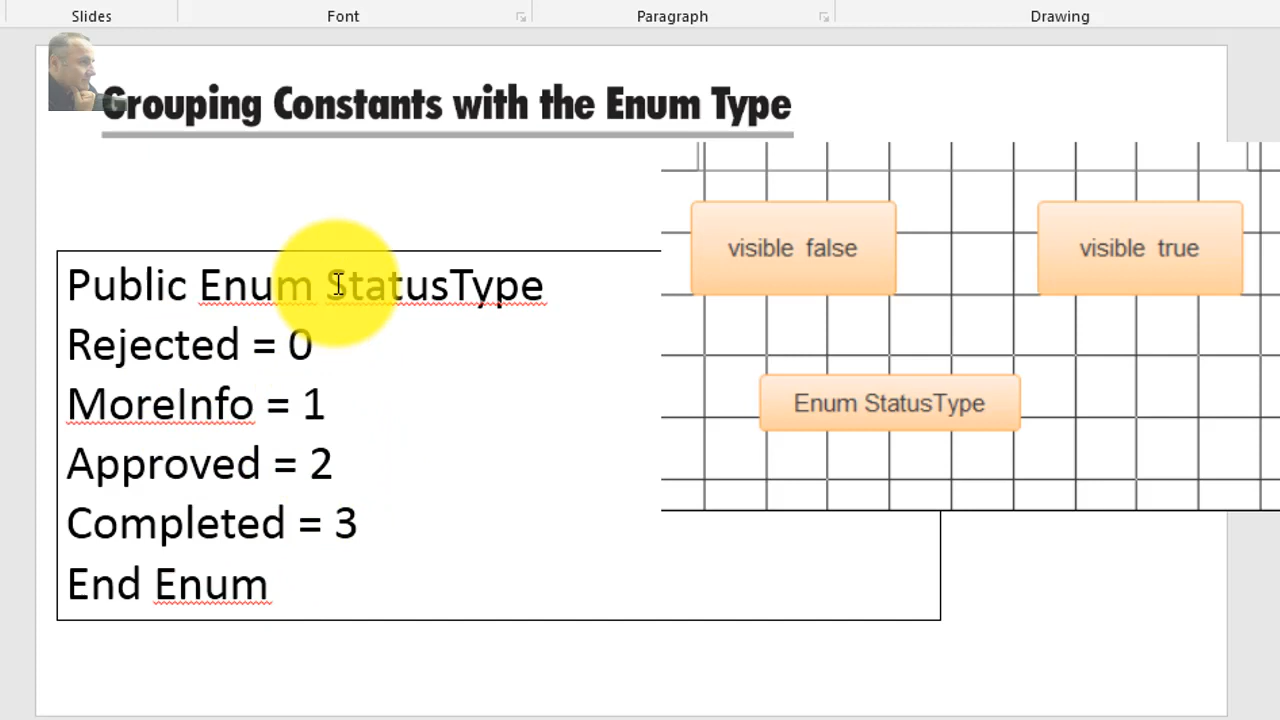 Slides Font Paragraph Drawing
Grouping Constants with the Enum Type
visible false visible true
Public Enum StatusType
Rejected = 0
MoreInfo = 1
Enum StatusType
Approved = 2
Completed = 3
End Enum